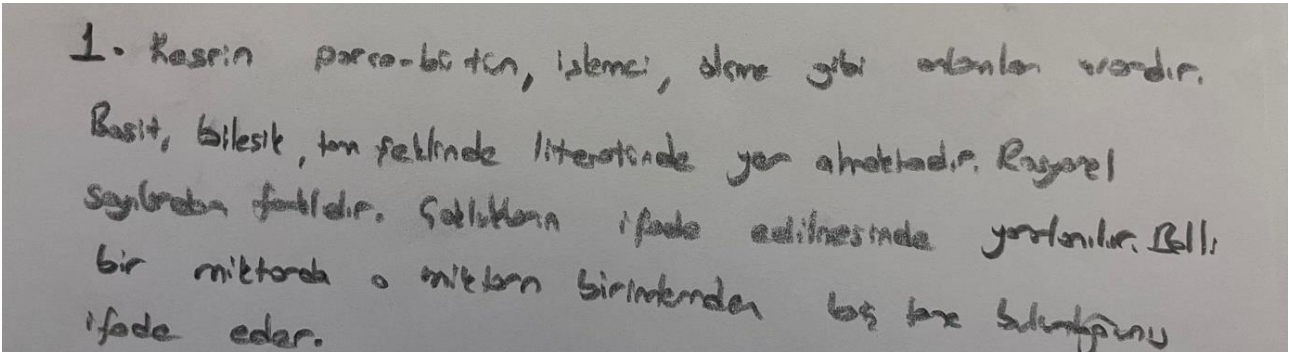 1. Kesrin parça-bütün, işlemci, ölçme gibi anlamları vardır.
Basit, bileşik, tam şeklinde literatürde yer almaktadır. Rasyonel
sayılardan farklıdır. Çoklukların ifade edilmesinde yararlanılır. Belli
bir miktarda o miktarın birimlerinden kaç tane bulunduğunu
ifade eder.